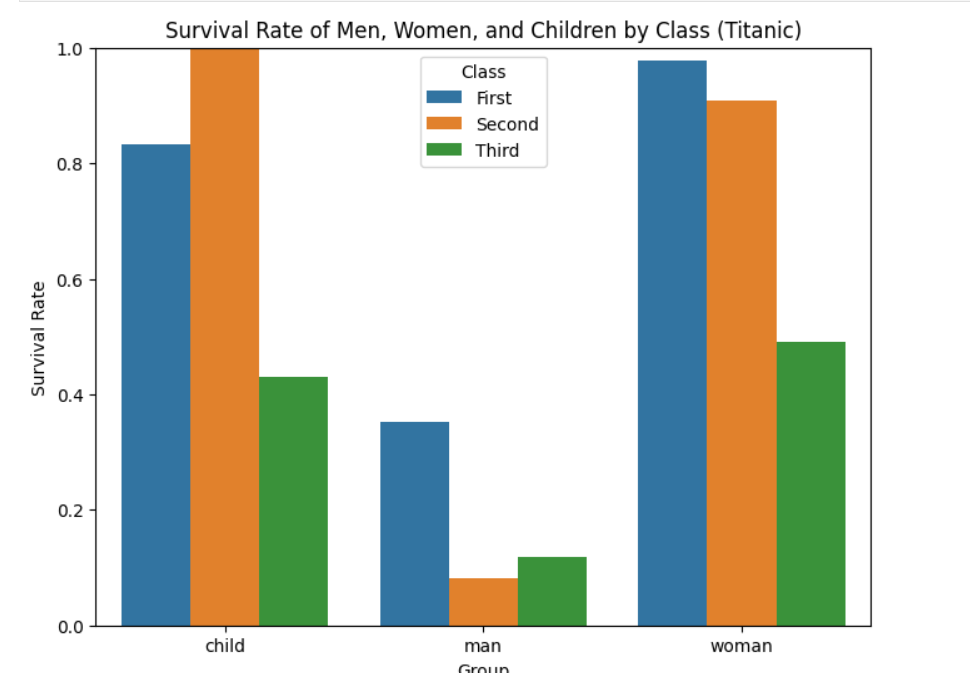 Survival Rate of Men, Women, and Children by Class (Titanic)
Class
First
Second
Third
Survival Rate
1.0
0.8
0.6
0.4
0.2
0.0
child man woman
Group